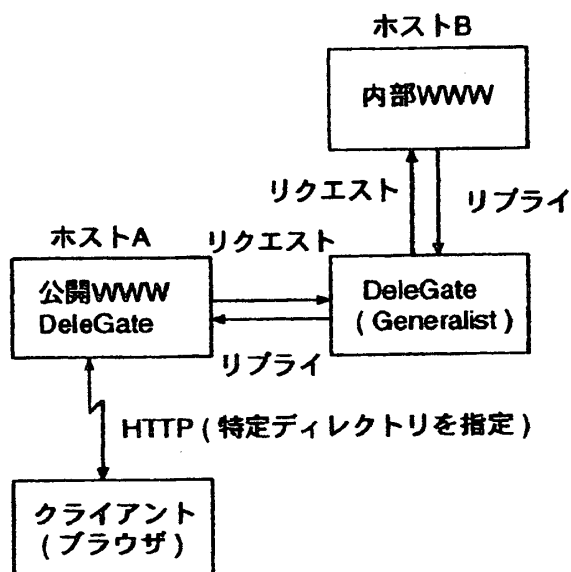 ホストB
内部WWW
リクエスト
リプライ
ホストA
リクエスト
公開WWW
DeleGate
DeleGate
( Generalist )
リプライ
HTTP ( 特定ディレクトリを指定 )
クライアント
( ブラウザ )